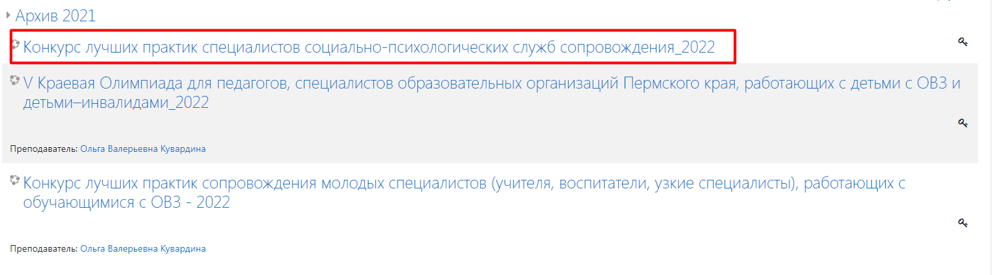 Архив 2021
Конкурс лучших практик специалистов социально-психологических служб сопровождения_2022
V Краевая Олимпиада для педагогов, специалистов образовательных организаций Пермского края, работающих с детьми с ОВЗ и
детьми–инвалидами_2022
Преподаватель: Ольга Валерьевна Кувардина
Конкурс лучших практик сопровождения молодых специалистов (учителя, воспитатели, узкие специалисты), работающих с
обучающимися с ОВЗ - 2022
Преподаватель: Ольга Валерьевна Кувардина